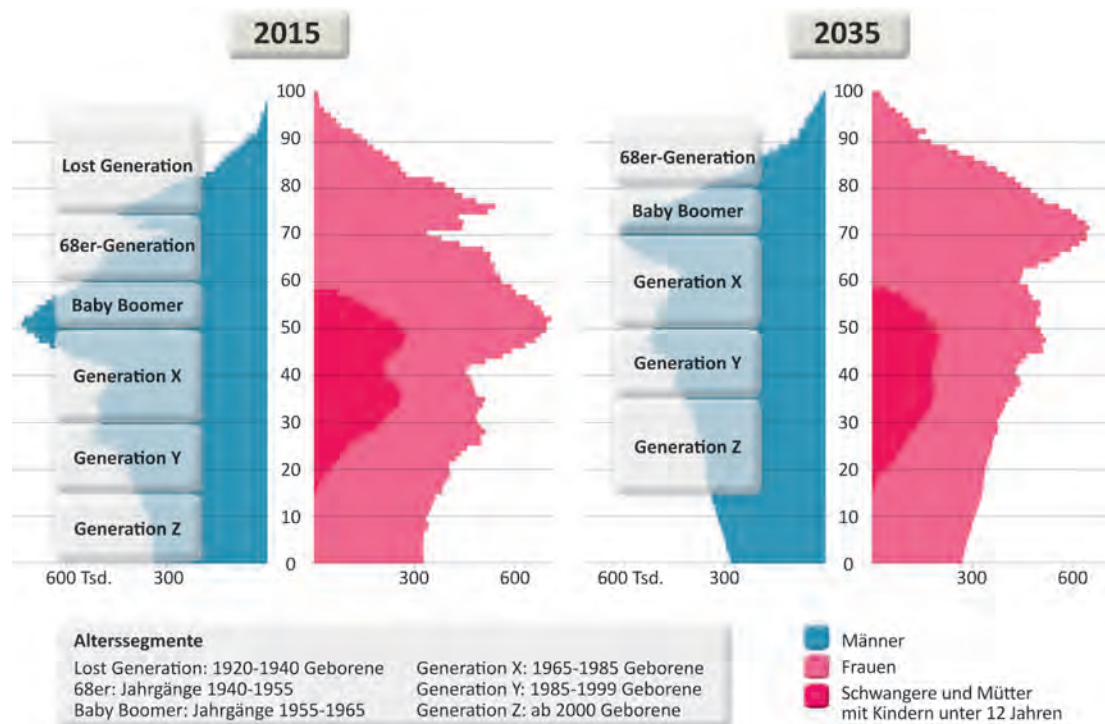 2015
2035
100
90
80
70
60
50
40
30
20
10
0
Lost Generation
68er-Generation
Baby Boomer
Generation X
Generation Y
Generation Z
600 Tsd.
300
300
600
100
90
80
70
60
50
40
30
20
10
0
68er-Generation
Baby Boomer
Generation X
Generation Y
Generation Z
600 Tsd.
300
300
600
Alterssegmente
Lost Generation: 1920-1940 Geborene
68er: Jahrgänge 1940-1955
Baby Boomer: Jahrgänge 1955-1965
Generation X: 1965-1985 Geborene
Generation Y: 1985-1999 Geborene
Generation Z: ab 2000 Geborene
Männer
Frauen
Schwangere und Mütter
mit Kindern unter 12 Jahren